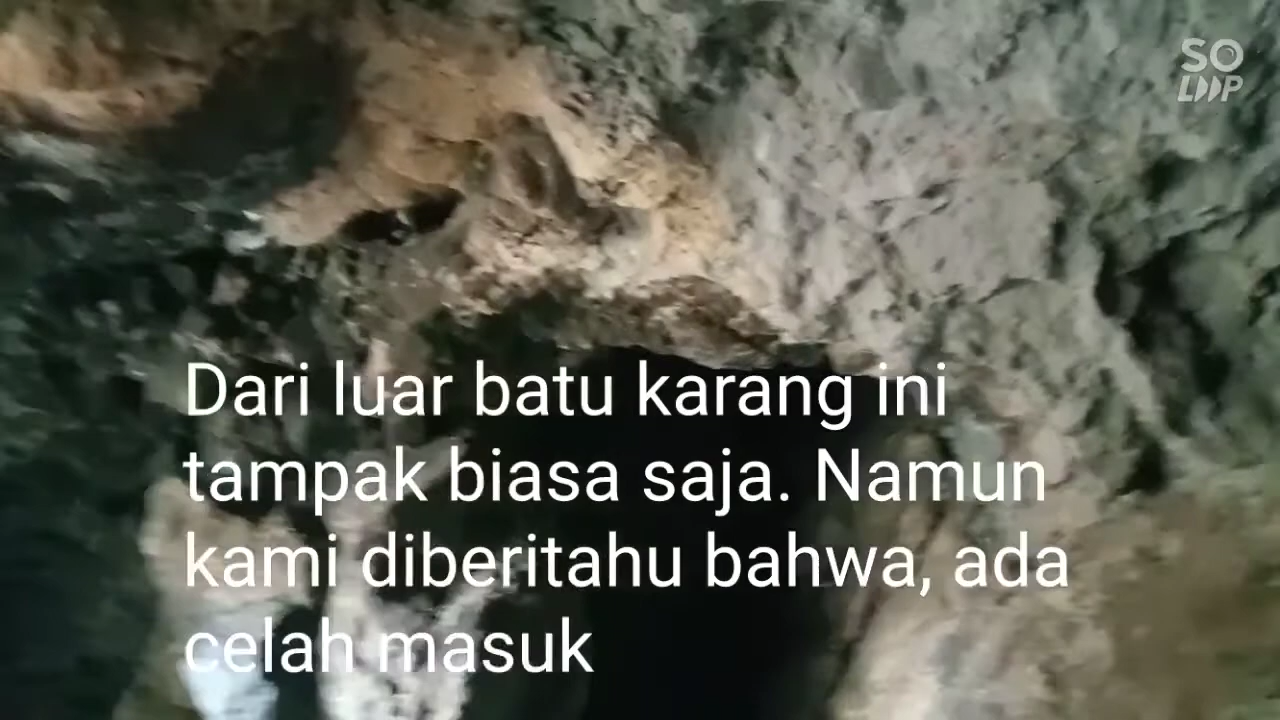 SO
LOOP
Dari luar batu karang ini
tampak biasa saja. Namun
kami diberitahu bahwa, ada
celah masuk